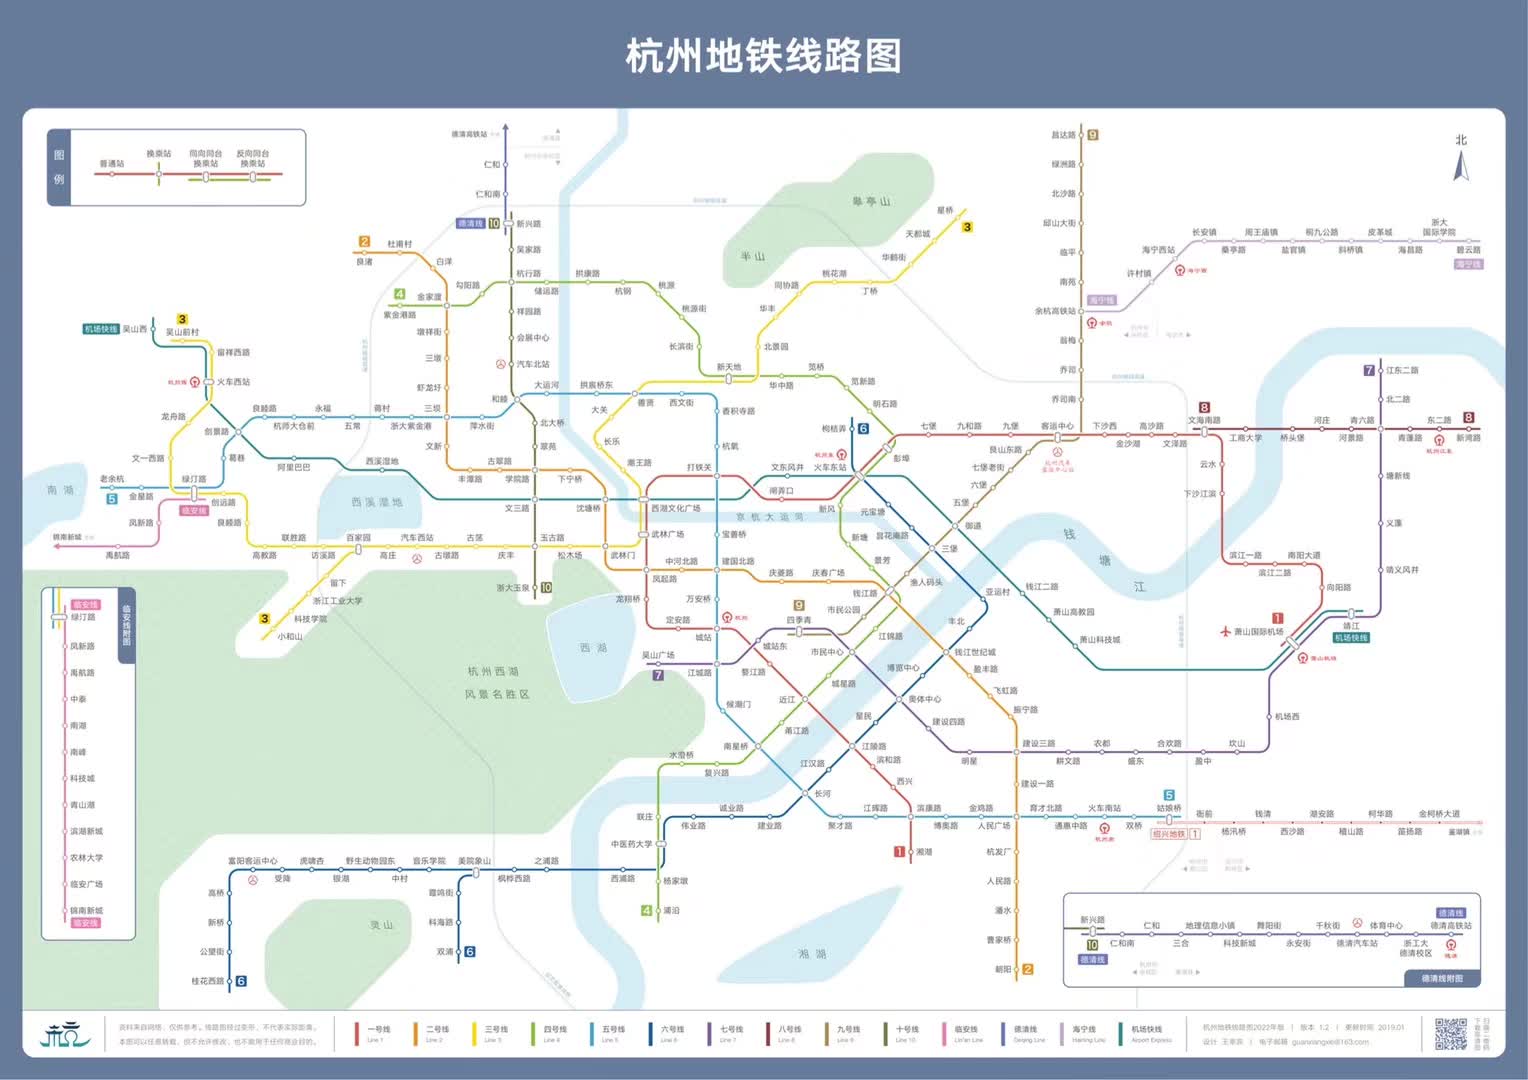 杭州地铁线路图
图例
普通站
换乘站
同向同台
换乘站
反向同台
换乘站
北
德清高铁站
仁和
仁和南
德清线 10 新兴路
吴家路
杭行路
储运路
祥园路
会展中心
汽车北站
和睦
北大桥
翠苑
学院路
文三路
玉古路
浙大玉泉 10
2
良渚
杜甫村
白洋
金家渡
墩祥街
三墩
虾龙圩
三坝
文新
丰潭路
古翠路
下宁桥
沈塘桥
武林门
凤起路
中河北路
建国北路
庆菱路
庆春广场
钱江路
钱江世纪城
盈丰路
飞虹路
振宁路
建设三路
建设一路
人民广场
杭发厂
人民路
潘水
曹家桥
朝阳 2
4
紫金港路
勾阳路
拱康路
杭钢
桃源
桃源街
长滨街
新天地
华中路
范桥
范新路
明石路
彭埠
火车东站
新风
新塘
景芳
江锦路
市民中心
城星路
近江
甬江路
南星桥
复兴路
水澄桥
联庄
中医药大学
杨家墩
4 浦沿
3
星桥
天都城
华鹤街
丁桥
桃花湖
同协路
华丰
北景园
善贤
大关
长乐
潮王路
西湖文化广场
武林广场
松木场
庆丰
古荡
古墩路
汽车西站
高庄
百家园
访溪路
联胜路
高教路
良睦路
创远路
绿汀路
文一西路
龙舟路
火车西站
留祥西路
吴山前村
3
留下
浙江工业大学
科技学院
小和山
3
机场快线 吴山西
创景路
阿里巴巴
西溪湿地
文东风井
御道
钱江二路
萧山高教园
萧山科技城
萧山国际机场
靖江
机场快线
5
老余杭
金星路
葛巷
良睦路
杭师大仓前
永福
五常
蒋村
浙大紫金港
萍水街
大运河
拱宸桥东
西文街
香积寺路
杭氧
打铁关
宝善桥
万安桥
城站
江城路
候潮门
长河
聚才路
江晖路
滨康路
博奥路
金鸡路
育才北路
通惠中路
火车南站
双桥
5
姑娘桥
绍兴地铁 1
衙前
杨汛桥
钱清
西沙路
湖安路
稽山路
柯华路
笛扬路
金柯桥大道
鉴湖镇
6
枸桔弄
元宝塘
昙花庵路
三堡
亚运村
丰北
博览中心
奥体中心
星民
江陵路
江汉路
建业路
诚业路
伟业路
西浦路
之浦路
枫桦西路
美院象山
音乐学院
中村
野生动物园东
银湖
虎啸杏
受降
富阳客运中心
高桥
新桥
公望街
桂花西路 6
霞鸣街
科海路
双浦 6
7
吴山广场
城站东
四季青
9
市民公园
渔人码头
建设四路
明星
耕文路
农都
盛东
合欢路
盈中
坎山
机场西
靖义风井
义蓬
塘新线
青蓬路
青六路
北二路
江东二路
7
8
文海南路
工商大学
桥头堡
河庄
河景路
东二路
新湾路
8
昌达路 9
绿洲路
北沙路
邱山大街
临平
南苑
余杭高铁站
翁梅
乔司
乔司南
客运中心
艮山东路
七堡老街
六堡
五堡
海宁线
许村镇
海宁西站
长安镇
桑亭路
周王庙镇
盐官镇
桐九公路
斜桥镇
皮革城
海昌路
浙大
国际学院
碧云路
海宁线
七堡
九和路
九堡
下沙西
金沙湖
高沙路
文泽路
云水
下沙江滨
滨江一路
滨江二路
南阳大道
向阳路
1
闸弄口
龙翔桥
定安路
婺江路
滨和路
西兴
1 湘湖
临安线
凤新路
禹航路
锦南新城
临安线附图
临安线
绿汀路
凤新路
禹航路
中泰
南湖
南峰
科技城
青山湖
滨湖新城
农林大学
临安广场
锦南新城
临安线
德清线附图
新兴路
10
德清线
仁和南
仁和
三合
地理信息小镇
科技新城
舞阳街
永安街
千秋街
德清汽车站
体育中心
浙工大
德清校区
德清高铁站
德清线
南湖
西溪湿地
西湖
杭州西湖
风景名胜区
半山
皋亭山
京杭大运河
钱塘江
灵山
湘湖
资料来自网络，仅供参考。线路图经过变形，不代表实际距离。
本图可以任意转载，但不允许修改，也不能用于任何商业目的。
一号线 Line 1
二号线 Line 2
三号线 Line 3
四号线 Line 4
五号线 Line 5
六号线 Line 6
七号线 Line 7
八号线 Line 8
九号线 Line 9
十号线 Line 10
临安线 Lin'an Line
德清线 Deqing Line
海宁线 Haining Line
机场快线 Airport Express
杭州地铁线路图2022年版 | 版本 1.2 | 更新时间 2019.01